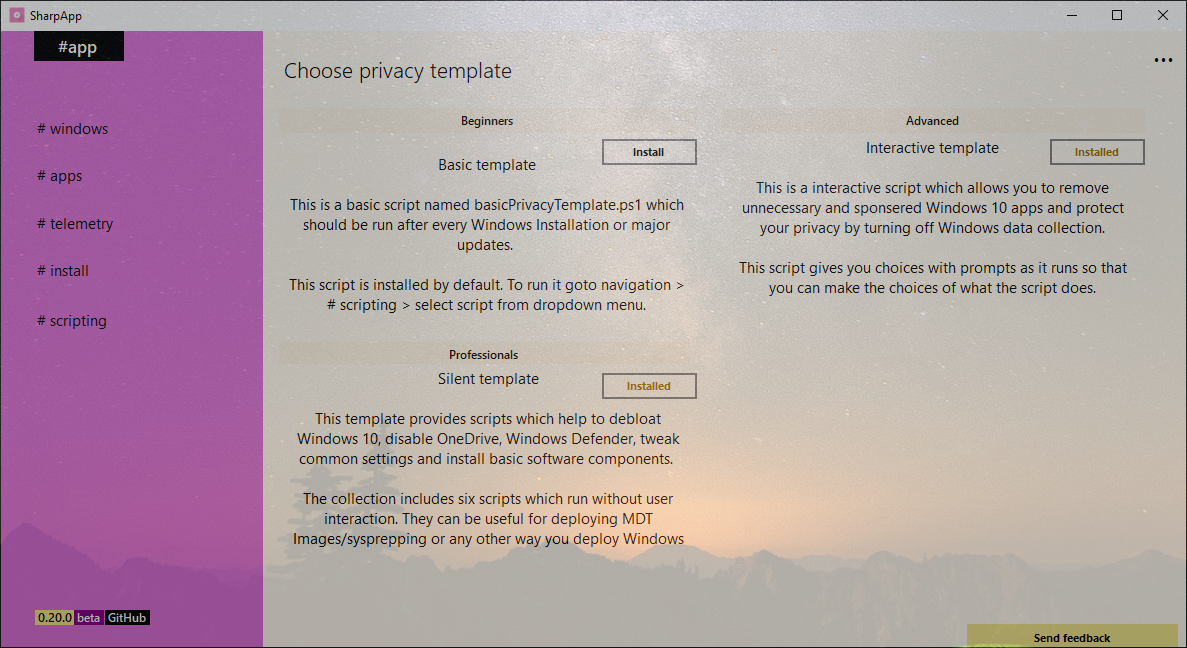 SharpApp
#app
# windows
# apps
# telemetry
# install
# scripting
0.20.0 beta GitHub
Choose privacy template
Beginners
Install
Basic template
This is a basic script named basicPrivacyTemplate.ps1 which
should be run after every Windows Installation or major
updates.
This script is installed by default. To run it goto navigation >
# scripting > select script from dropdown menu.
Advanced
Interactive template
Installed
This is a interactive script which allows you to remove
unnecessary and sponsered Windows 10 apps and protect
your privacy by turning off Windows data collection.
This script gives you choices with prompts as it runs so that
you can make the choices of what the script does.
Professionals
Silent template
Installed
This template provides scripts which help to debloat
Windows 10, disable OneDrive, Windows Defender, tweak
common settings and install basic software components.
The collection includes six scripts which run without user
interaction. They can be useful for deploying MDT
Images/sysprepping or any other way you deploy Windows
Send feedback